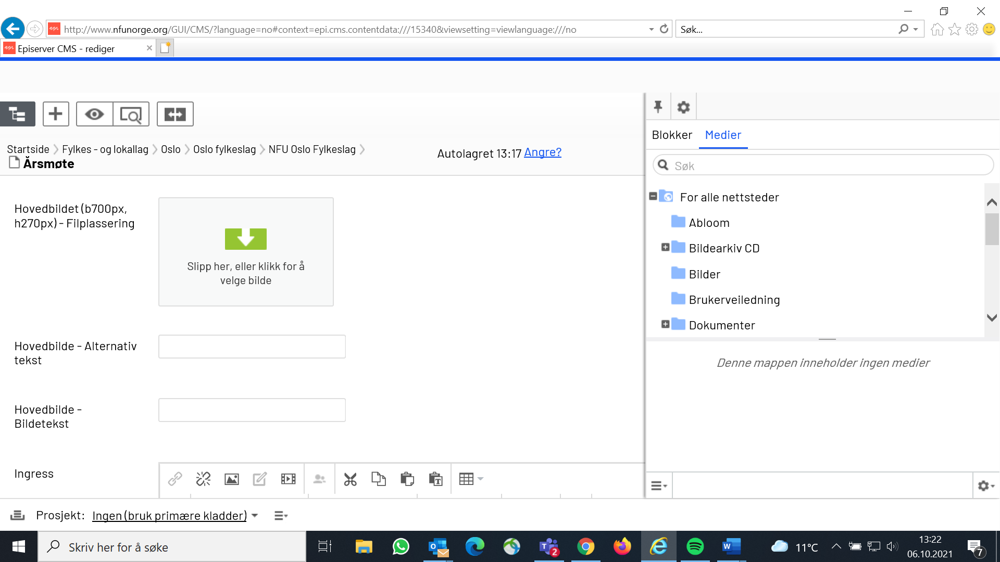 http://www.nfunorge.org/GUI/CMS/?language=no#context=epi.cms.contentdata:///15340&viewsetting=viewlanguage:///no
Søk...
Episerver CMS - rediger
Startside
Fylkes - og lokallag
Oslo
Oslo fylkeslag
NFU Oslo Fylkeslag
Årsmøte
Autolagret 13:17 Angre?
Hovedbildet (b700px,
h270px) - Filplassering
Slipp her, eller klikk for å
velge bilde
Hovedbilde - Alternativ
tekst
Hovedbilde -
Bildetekst
Ingress
Blokker
Medier
Søk
For alle nettsteder
Abloom
Bildearkiv CD
Bilder
Brukerveiledning
Dokumenter
Denne mappen inneholder ingen medier
Prosjekt: Ingen (bruk primære kladder)
Skriv her for å søke
2
11°C
13:22
06.10.2021
7